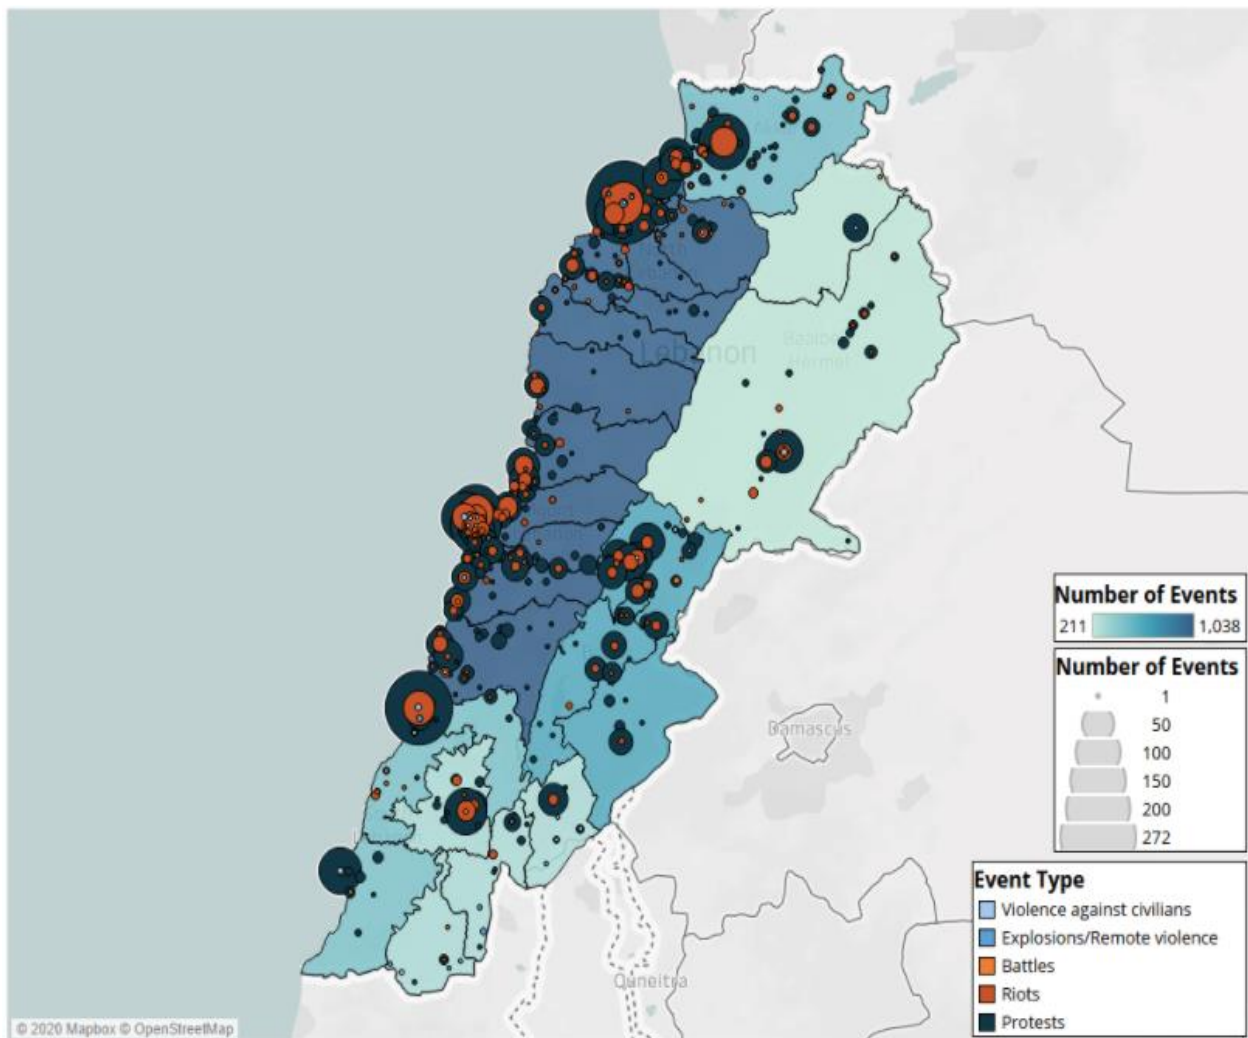 Lebanon
Damascus
Quneitra
Number of Events
211 1,038
Number of Events
1
50
100
150
200
272
Event Type
Violence against civilians
Explosions/Remote violence
Battles
Riots
Protests
© 2020 Mapbox © OpenStreetMap